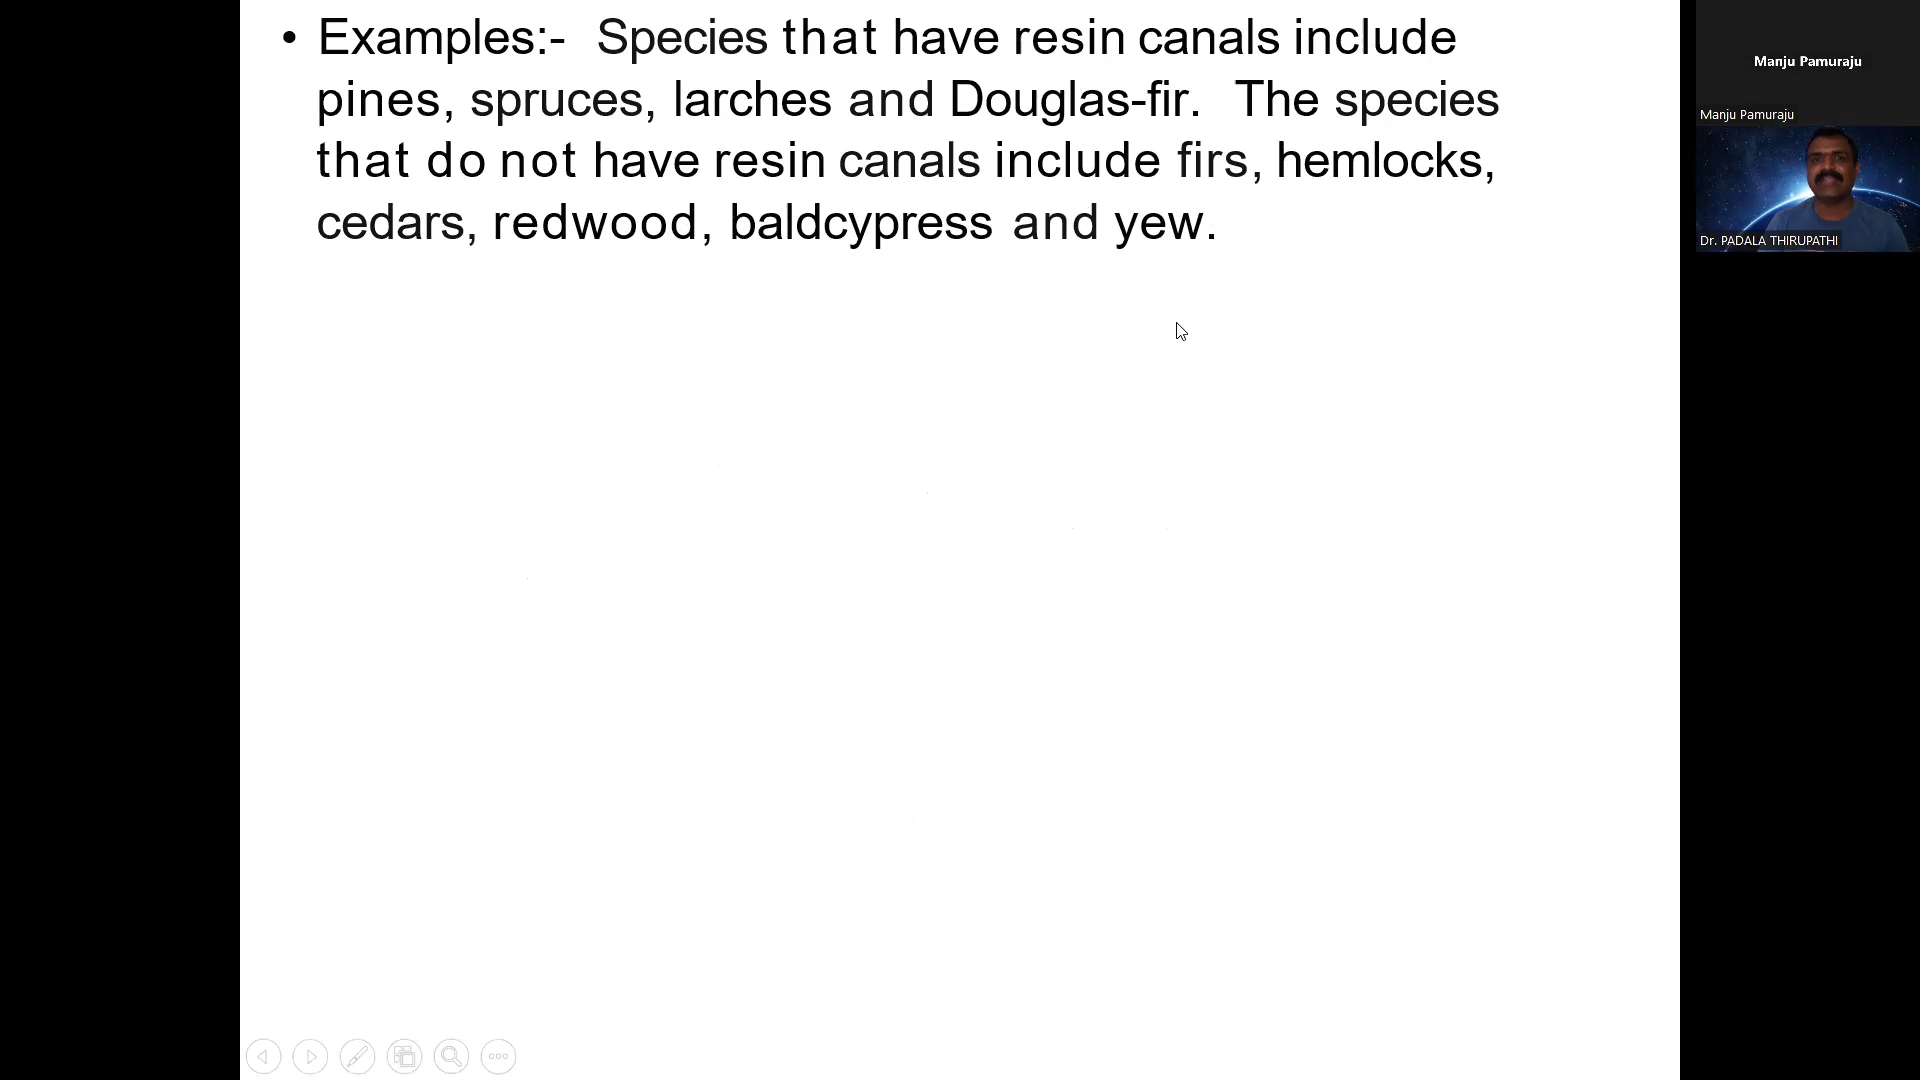 • Examples:- Species that have resin canals include
pines, spruces, larches and Douglas-fir. The species
that do not have resin canals include firs, hemlocks,
cedars, redwood, baldcypress and yew.
Manju Pamuraju
Manju Pamuraju
Dr. PADALA THIRUPATHI